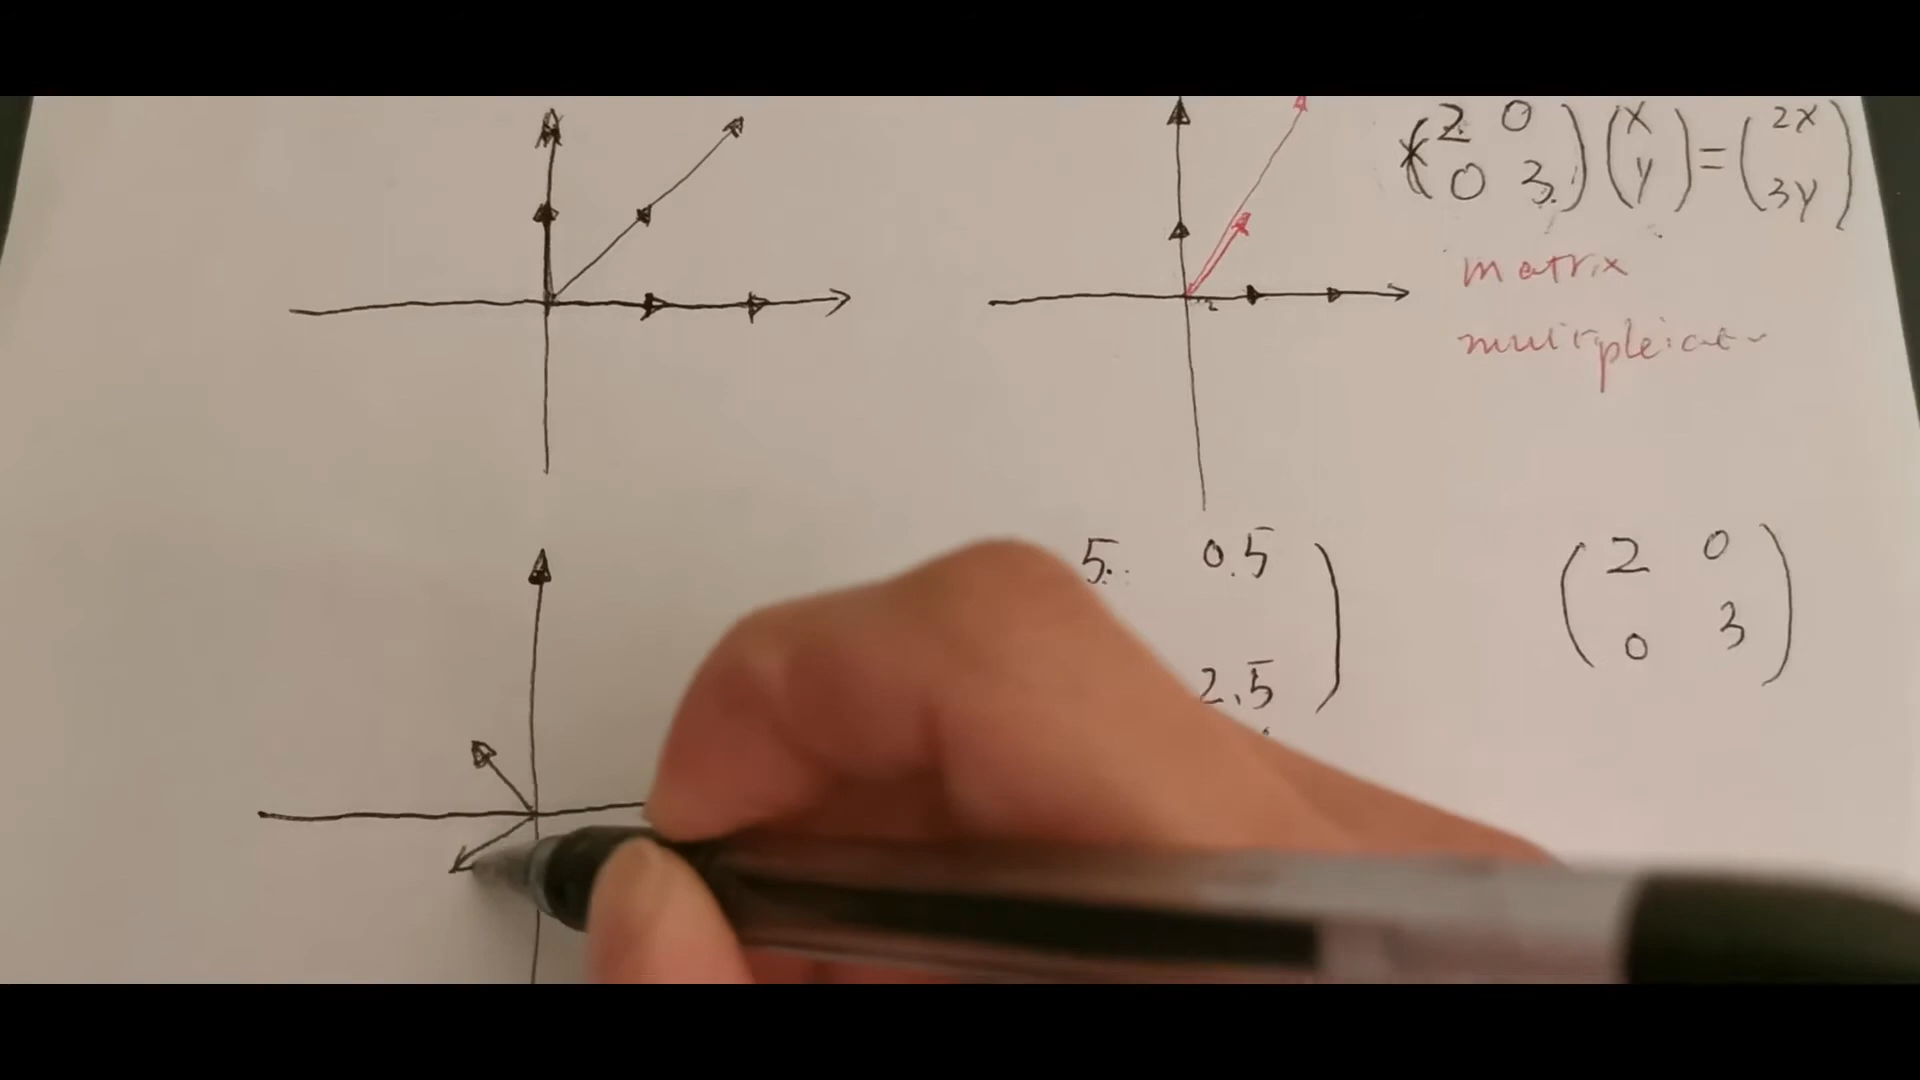 (2 0
0 3) (x
y) = (2x
3y)
matrix
5. 0.5
2.5 )
(2 0
0 3)